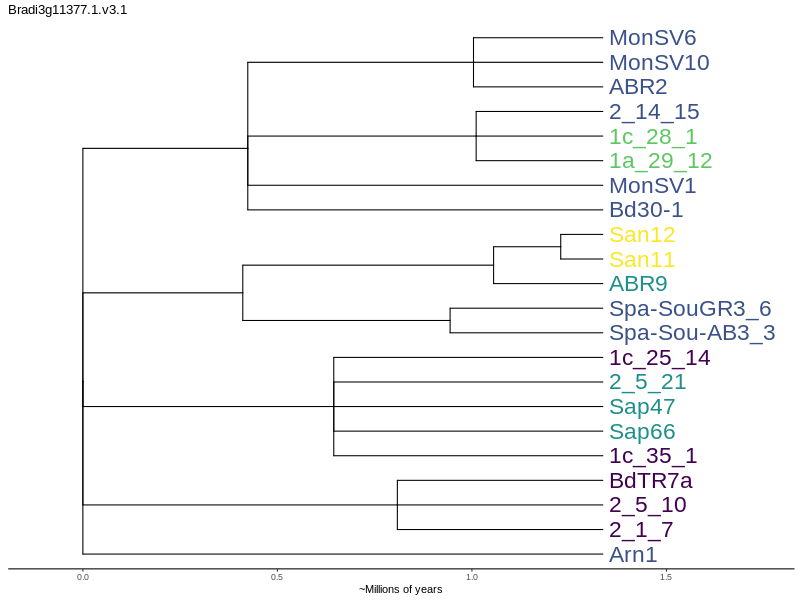 Bradi3g11377.1.v3.1
MonSV6
MonSV10
ABR2
2_14_15
1c_28_1
1a_29_12
MonSV1
Bd30-1
San12
San11
ABR9
Spa-SouGR3_6
Spa-Sou-AB3_3
1c_25_14
2_5_21
Sap47
Sap66
1c_35_1
BdTR7a
2_5_10
2_1_7
Arn1
0.0 0.5 1.0 1.5
~Millions of years